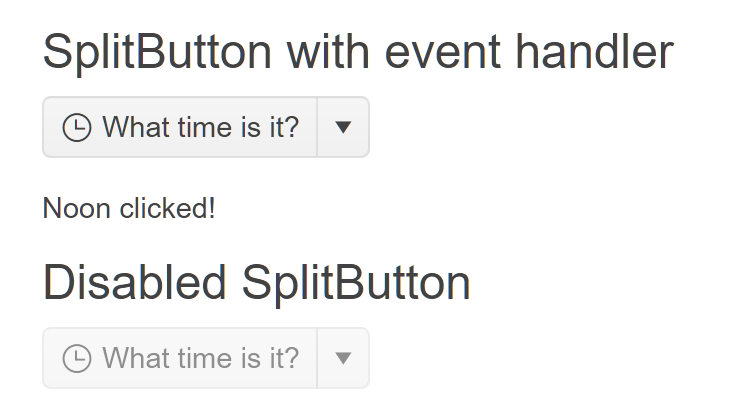 SplitButton with event handler
What time is it?
Noon clicked!
Disabled SplitButton
What time is it?